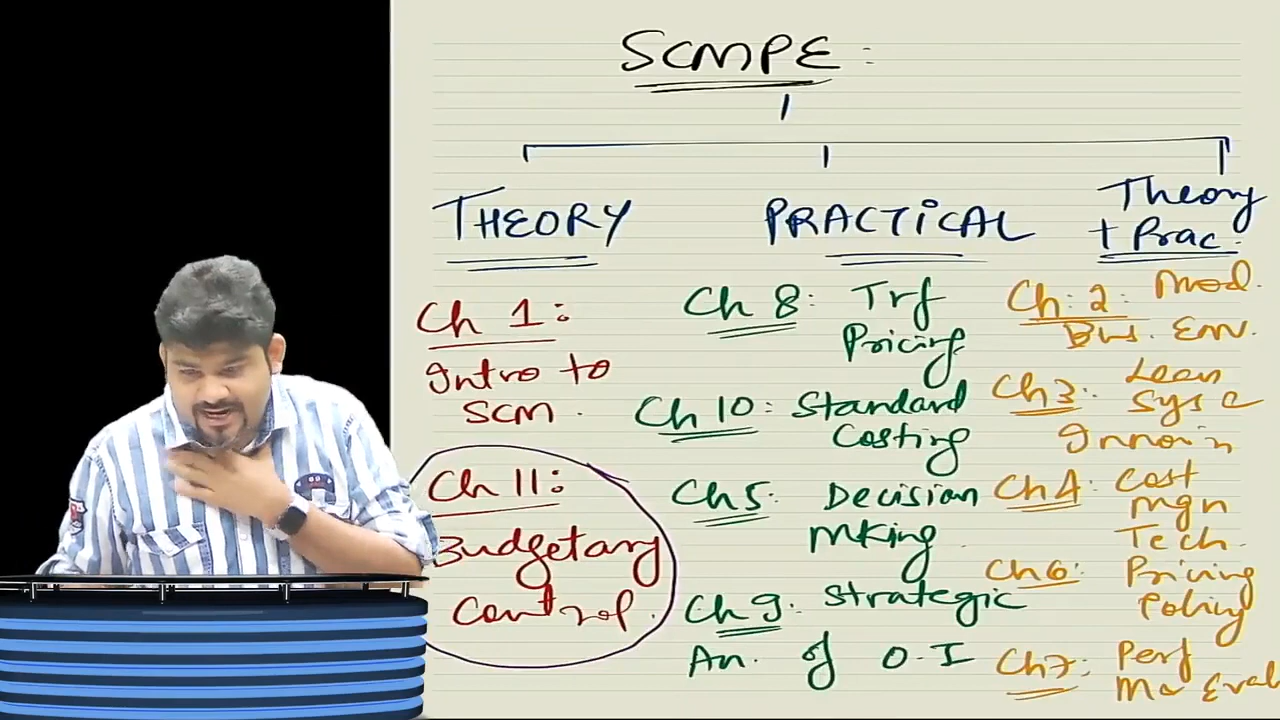 SCMPE:
THEORY
Ch 1:
Intro to
SCM.
Ch 11:
Budgetary
Control.
PRACTICAL
Ch 8: Trf
Pricing
Ch 10: Standard
Costing
Ch5: Decision
Mking
Ch 9: Strategic
An. of O.I
Theory
+ Prac.
Ch: 2: Mod.
Bus. Env.
Ch3: Lean
Sys &
Ch4: Cost
Mgn
Tech.
Ch6: Pricing
Policy
Ch7: Perf
Eval